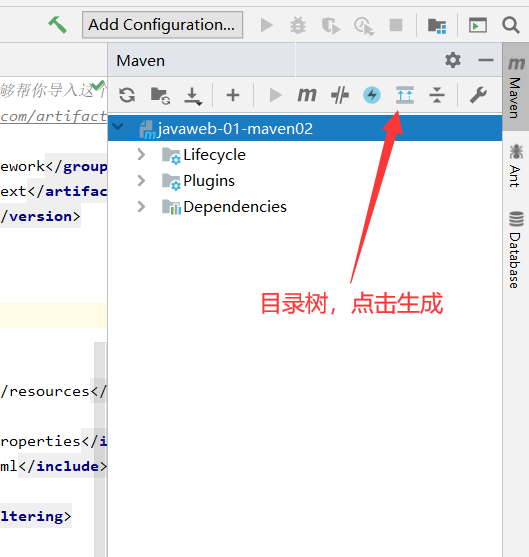 Add Configuration...
Maven
够帮你导入这个
com/artifact
ework</group
ext</artifac
/version>
javaweb-01-maven02
Lifecycle
Plugins
Dependencies
目录树，点击生成
/resources</
roperties</i
ml</include>
ltering>
Maven
Ant
Database